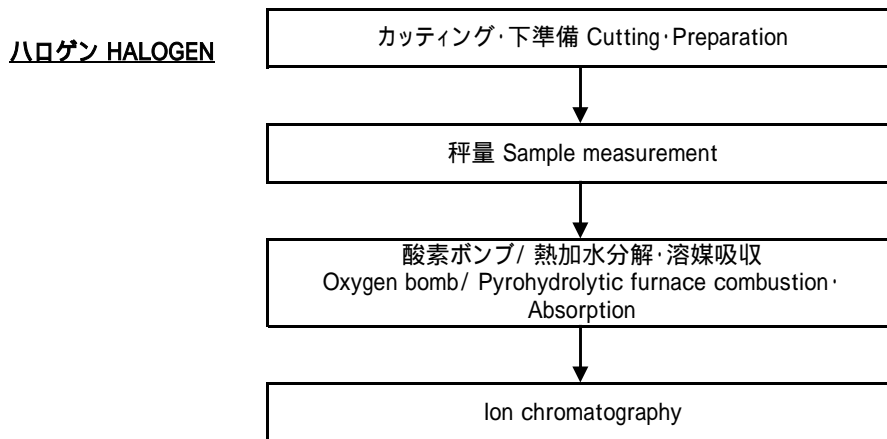 ハロゲン HALOGEN
カッティング・下準備 Cutting・Preparation
秤量 Sample measurement
酸素ボンブ/ 熱加水分解・溶媒吸収
Oxygen bomb/ Pyrohydrolytic furnace combustion・
Absorption
Ion chromatography